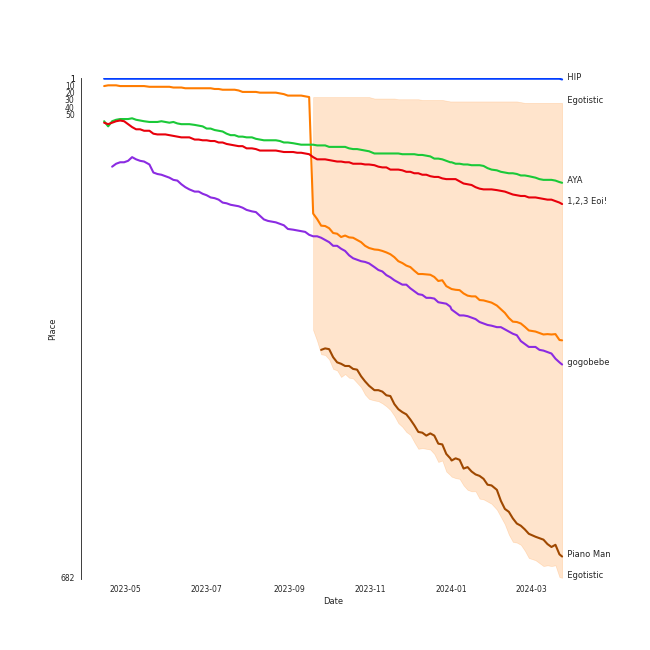 1
10
20
30
40
50
682
Place
HIP
Egotistic
AYA
1,2,3 Eoi!
gogobebe
Piano Man
Egotistic
2023-05
2023-07
2023-09
2023-11
2024-01
2024-03
Date